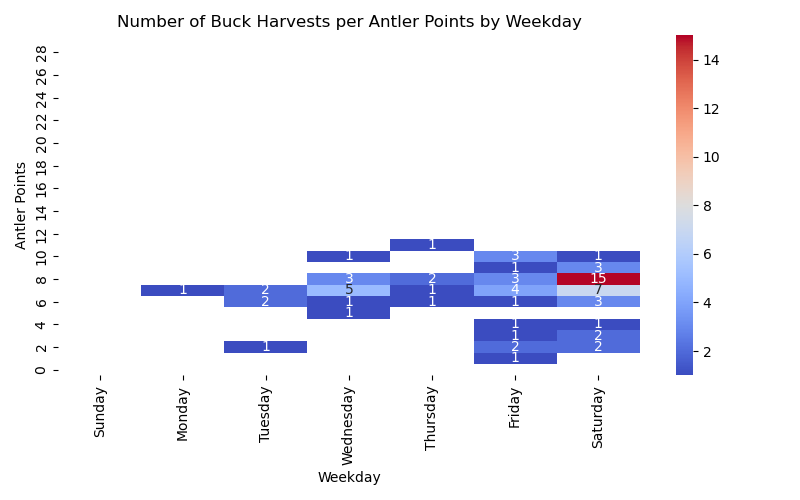 Number of Buck Harvests per Antler Points by Weekday
Antler Points
28
26
24
22
20
18
16
14
12
10
8
6
4
2
0
1
1 3 1
1 3
3 2 3 15
1 2 5 1 4 7
2 1 1 1 3
1
1 1
1 2
1 2 2
1
Sunday
Monday
Tuesday
Wednesday
Thursday
Friday
Saturday
Weekday
14
12
10
8
6
4
2